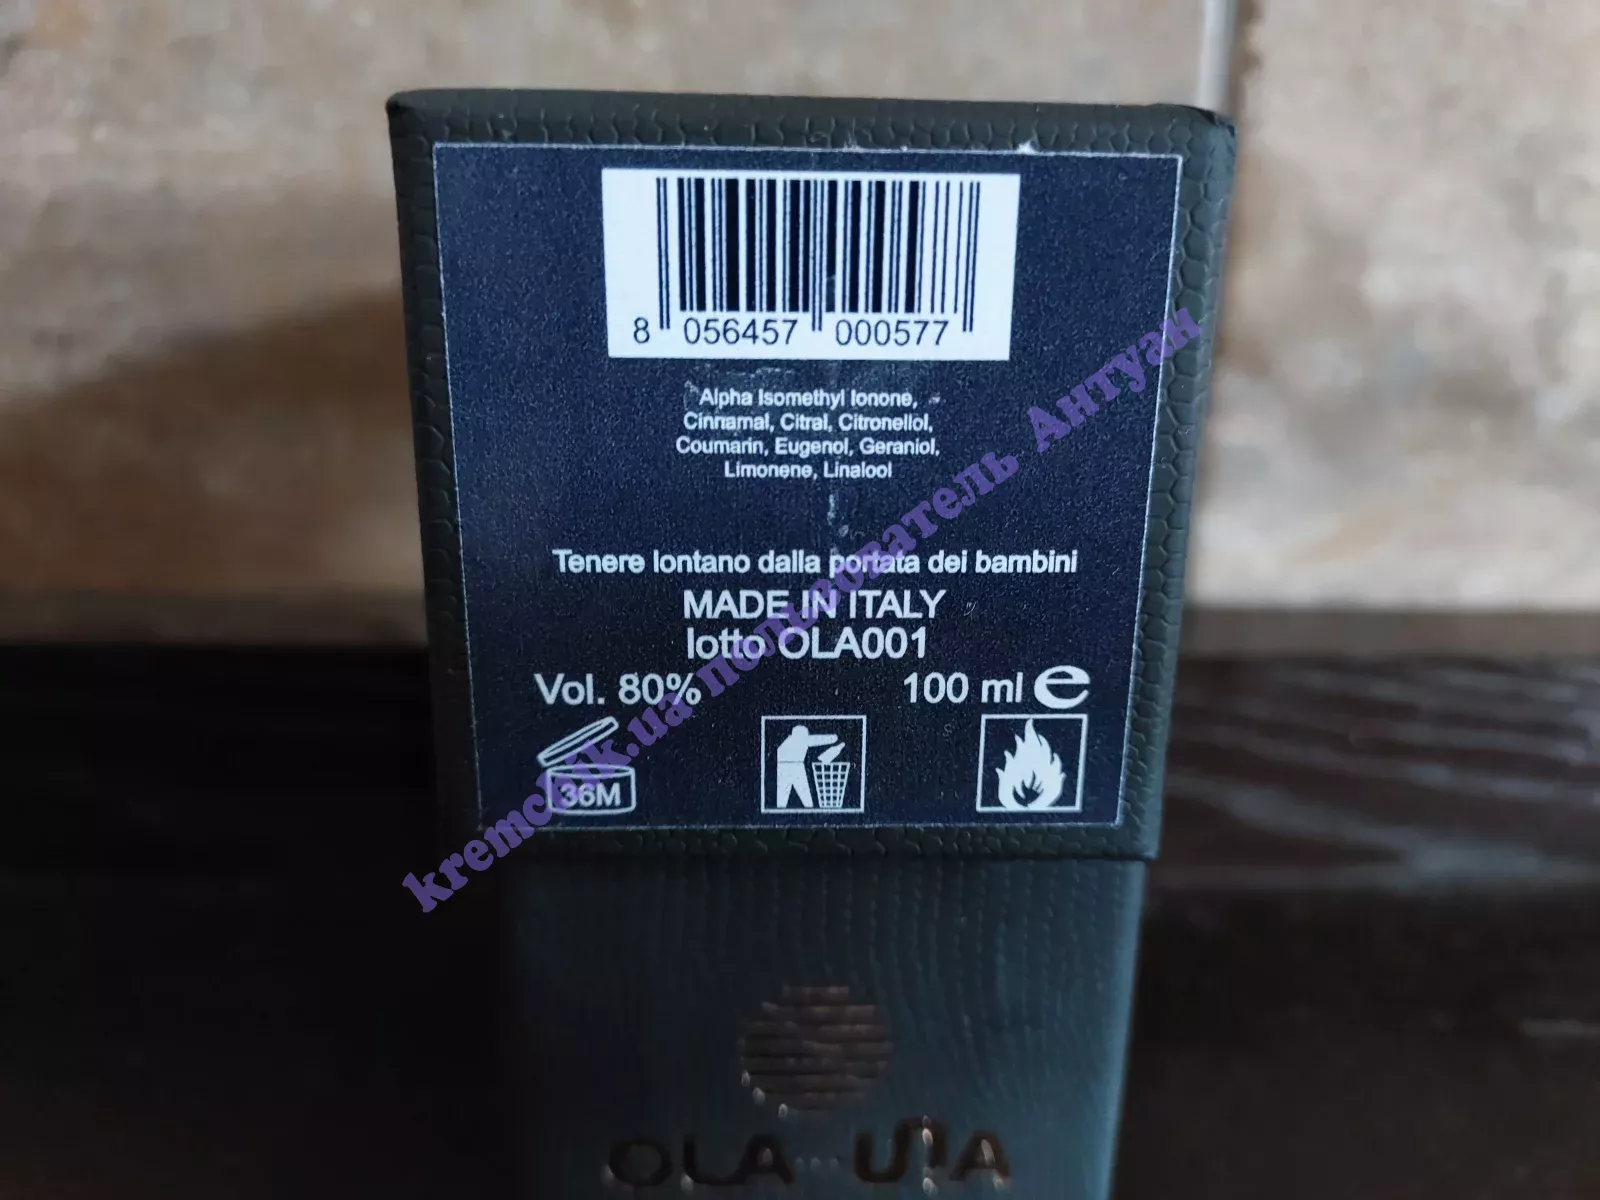 8 056457 000577
Alpha Isomethyl Ionone,
Cinnamal, Citral, Citronellol,
Coumarin, Eugenol, Geraniol,
Limonene, Linalool
Tenere lontano dalla portata dei bambini
MADE IN ITALY
lotto OLA001
Vol. 80%
100 ml e
36M
kremchik.ua пользователь Антуан
OLA